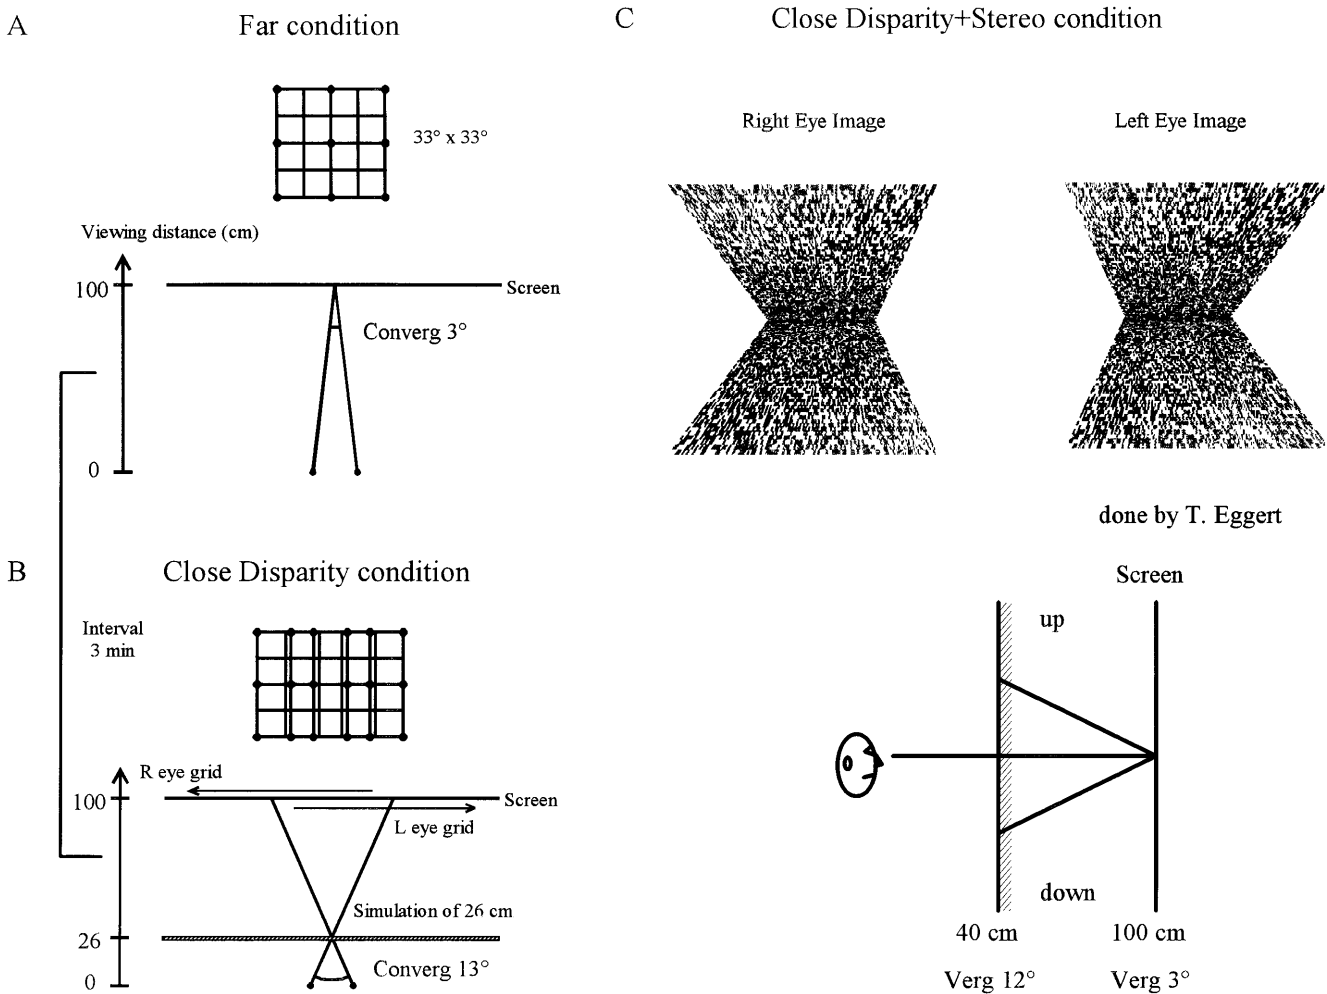 A
Far condition
33° x 33°
Viewing distance (cm)
100
Screen
Converg 3°
0
Interval
3 min
B
Close Disparity condition
R eye grid
100
Screen
L eye grid
Simulation of 26 cm
26
Converg 13°
0
C
Close Disparity+Stereo condition
Right Eye Image
Left Eye Image
done by T. Eggert
Screen
up
down
40 cm
100 cm
Verg 12°
Verg 3°